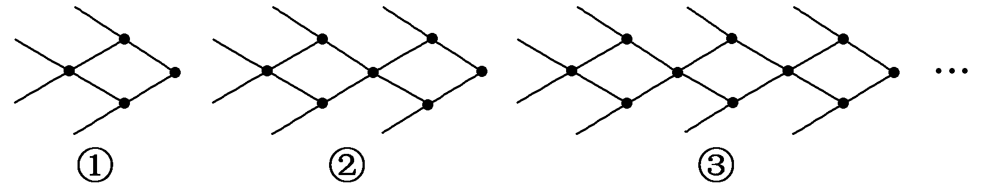 ① ② ③ ···